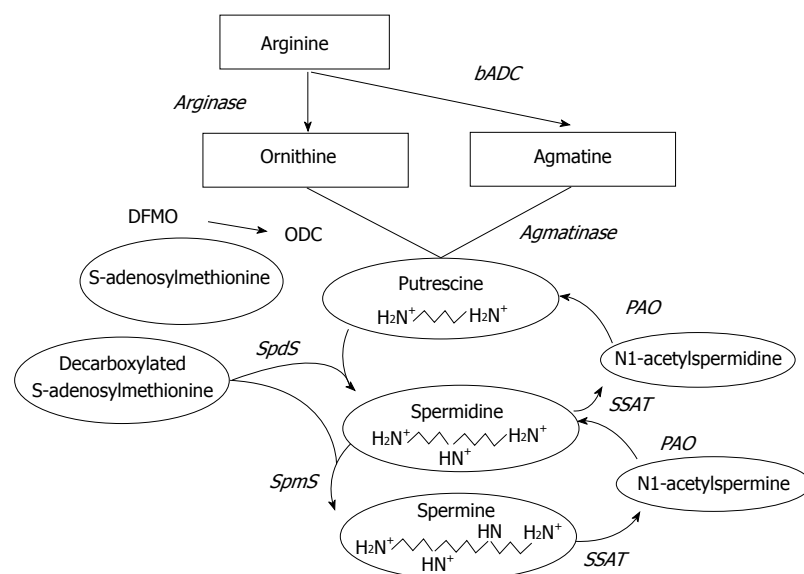 Arginine
bADC
Arginase
Ornithine
Agmatine
DFMO
ODC
Agmatinase
S-adenosylmethionine
Putrescine
H₂N⁺ H₂N⁺
PAO
SpdS
N1-acetylspermidine
Decarboxylated
S-adenosylmethionine
Spermidine
SSAT
H₂N⁺ H₂N⁺
HN⁺
PAO
SpmS
N1-acetylspermine
Spermine
HN H₂N⁺
H₂N⁺
HN⁺
SSAT